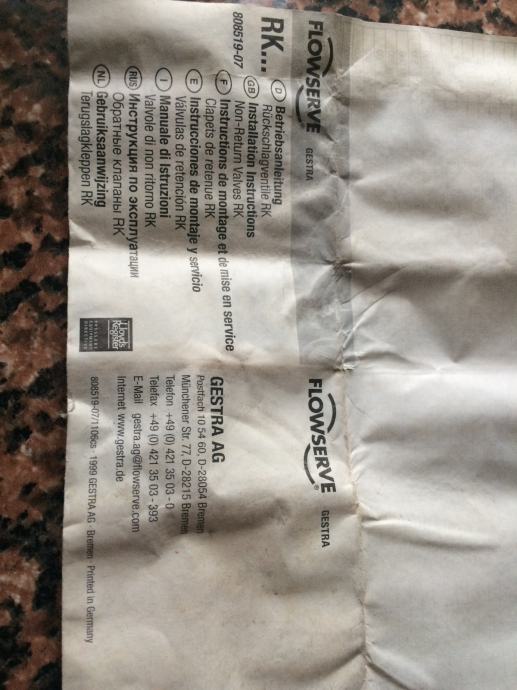 FLOWSERVE
GESTRA
RK...
808519-07
D Betriebsanleitung
Rückschlagventile RK
GB Installation Instructions
Non-Return Valves RK
F Instructions de montage et de mise en service
Clapets de retenue RK
E Instrucciones de montaje y servicio
Válvulas de retención RK
I Manuale di Istruzioni
Valvole di non ritorno RK
RUS Инструкция по эксплуатации
Обратные клапаны RK
NL Gebruiksaanwijzing
Terugslagkleppen RK
Lloyd's
Register
FLOWSERVE®
GESTRA
GESTRA AG
Postfach 10 54 60, D-28054 Bremen
Münchener Str. 77, D-28215 Bremen
Telefon +49 (0) 421 35 03 - 0
Telefax +49 (0) 421 35 03 - 393
E-Mail gestra.ag@flowserve.com
Internet www.gestra.de
808519-07/1106cs · 1999 GESTRA AG · Bremen · Printed in Germany